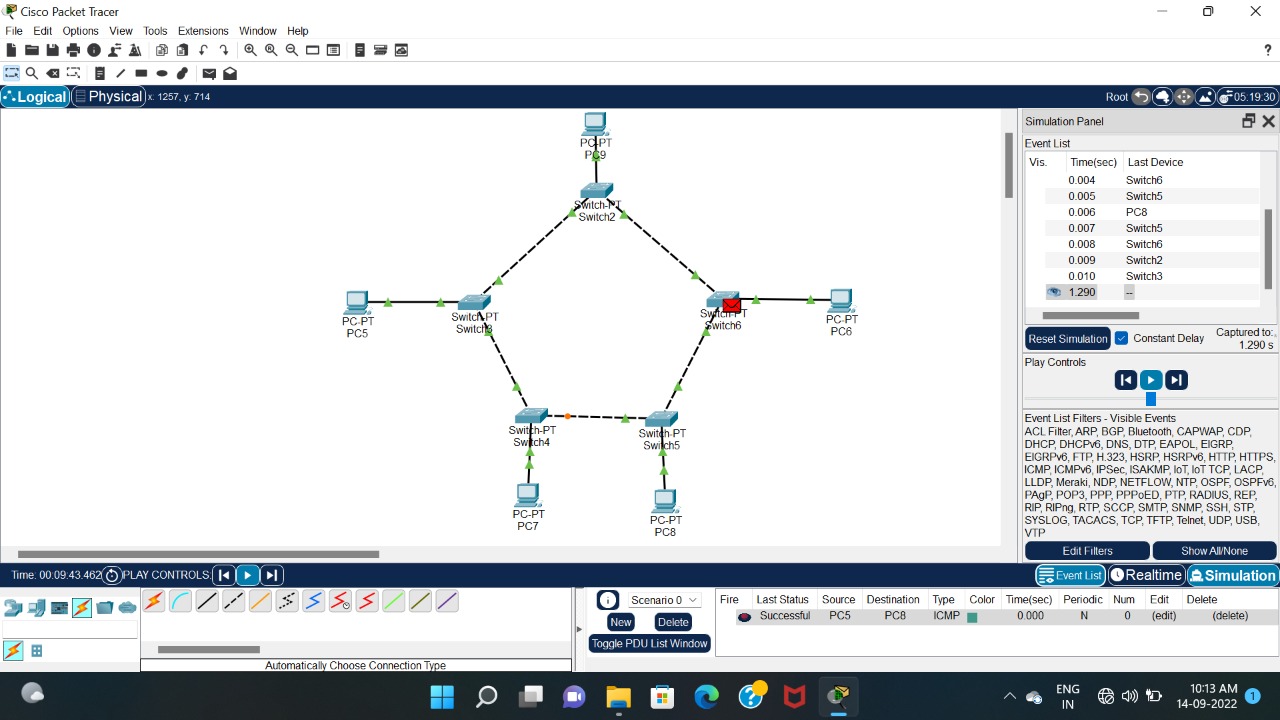 Cisco Packet Tracer
File Edit Options View Tools Extensions Window Help
?
Logical Physical x: 1257, y: 714 Root 05:19:30
PC-PT
PC9
Switch-PT
Switch2
PC-PT
PC5
Switch-PT
Switch3
Switch-PT
Switch6
PC-PT
PC6
Switch-PT
Switch4
Switch-PT
Switch5
PC-PT
PC7
PC-PT
PC8
Simulation Panel
Event List
Vis. Time(sec) Last Device
0.004 Switch6
0.005 Switch5
0.006 PC8
0.007 Switch5
0.008 Switch6
0.009 Switch2
0.010 Switch3
1.290 --
Reset Simulation Constant Delay Captured to:
1.290 s
Play Controls
Event List Filters - Visible Events
ACL Filter, ARP, BGP, Bluetooth, CAPWAP, CDP,
DHCP, DHCPv6, DNS, DTP, EAPOL, EIGRP,
EIGRPv6, FTP, H.323, HSRP, HSRPv6, HTTP, HTTPS,
ICMP, ICMPv6, IPSec, ISAKMP, IoT, IoT TCP, LACP,
LLDP, Meraki, NDP, NETFLOW, NTP, OSPF, OSPFv6,
PAgP, POP3, PPP, PPPoED, PTP, RADIUS, REP,
RIP, RIPng, RTP, SCCP, SMTP, SNMP, SSH, STP,
SYSLOG, TACACS, TCP, TFTP, Telnet, UDP, USB,
VTP
Edit Filters Show All/None
Time: 00:09:43.462 PLAY CONTROLS: Event List Realtime Simulation
Scenario 0
New Delete
Toggle PDU List Window
Fire Last Status Source Destination Type Color Time(sec) Periodic Num Edit Delete
Successful PC5 PC8 ICMP 0.000 N 0 (edit) (delete)
Automatically Choose Connection Type
ENG
IN
10:13 AM
14-09-2022
1